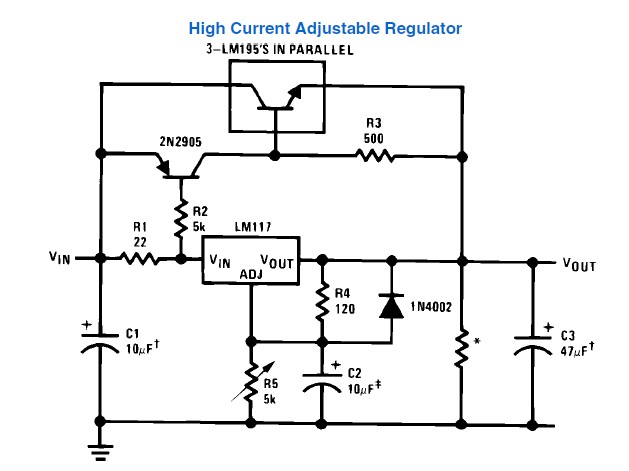 High Current Adjustable Regulator
3–LM195'S IN PARALLEL
R3
500
2N2905
R2
5k
R1
22
LM117
VIN
VIN
VOUT
ADJ
VOUT
R4
120
1N4002
+
C1
10μF†
*
+
C3
47μF†
R5
5k
+
C2
10μF‡